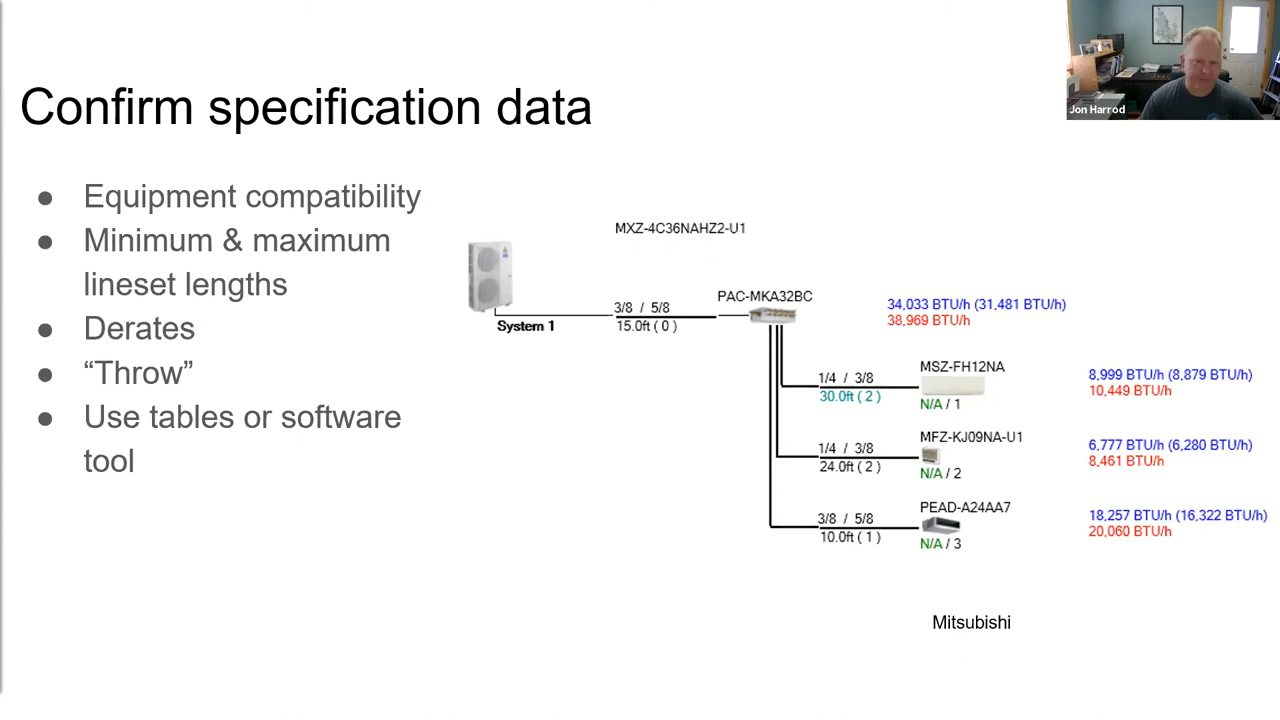 Jon Harrod
Confirm specification data
● Equipment compatibility
● Minimum & maximum
lineset lengths
● Derates
● “Throw”
● Use tables or software
tool
MXZ-4C36NAHZ2-U1
System 1
3/8 / 5/8
15.0ft ( 0 )
PAC-MKA32BC
34,033 BTU/h (31,481 BTU/h)
38,969 BTU/h
1/4 / 3/8
30.0ft ( 2 )
MSZ-FH12NA
N/A / 1
8,999 BTU/h (8,879 BTU/h)
10,449 BTU/h
1/4 / 3/8
24.0ft ( 2 )
MFZ-KJ09NA-U1
N/A / 2
6,777 BTU/h (6,280 BTU/h)
8,461 BTU/h
3/8 / 5/8
10.0ft ( 1 )
PEAD-A24AA7
N/A / 3
18,257 BTU/h (16,322 BTU/h)
20,060 BTU/h
Mitsubishi